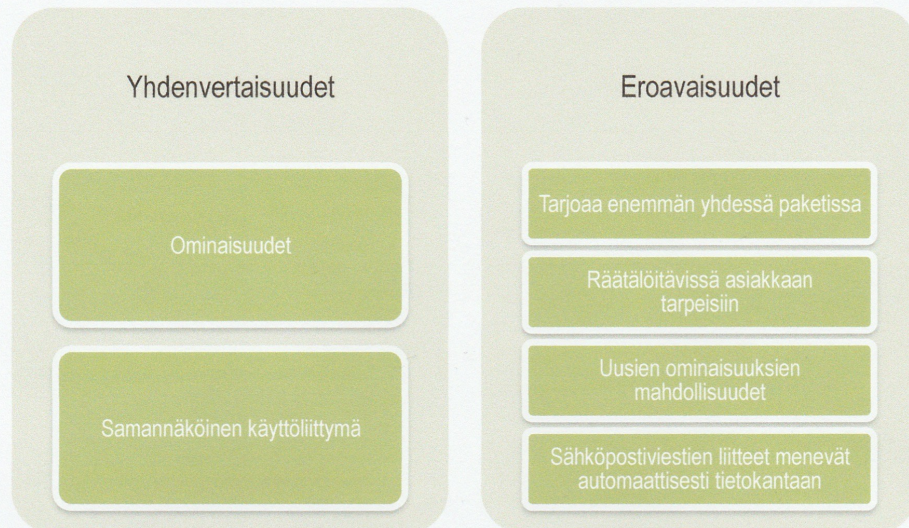 Yhdenvertaisuudet
Ominaisuudet
Samannäköinen käyttöliittymä
Eroavaisuudet
Tarjoaa enemmän yhdessä paketissa
Räätälöitävissä asiakkaan
tarpeisiin
Uusien ominaisuuksien
mahdollisuudet
Sähköpostiviestien liitteet menevät
automaattisesti tietokantaan